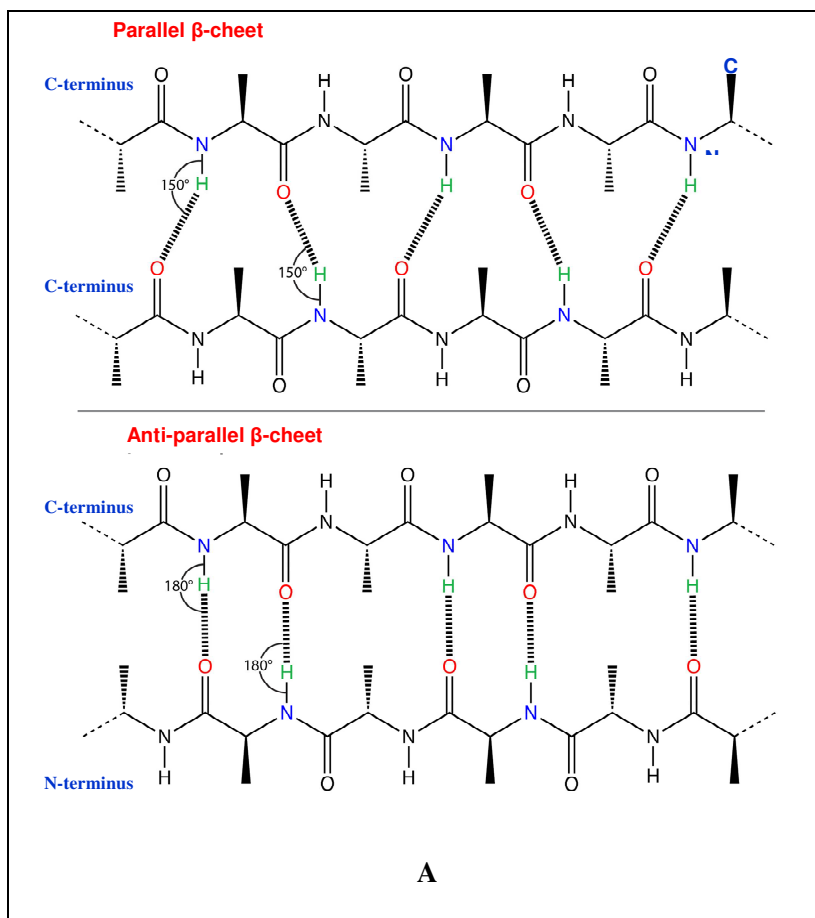 Parallel β-cheet
C
O H O H O
C-terminus
N N
N N N
150° H O H O H
O 150° H O H O
C-terminus
N N
N N N
H O H O H
Anti-parallel β-cheet
O H O H O
C-terminus
N N
N N N
180° H O H O H
O 180° H O H O
N N
N N N
H O H O H
N-terminus
A